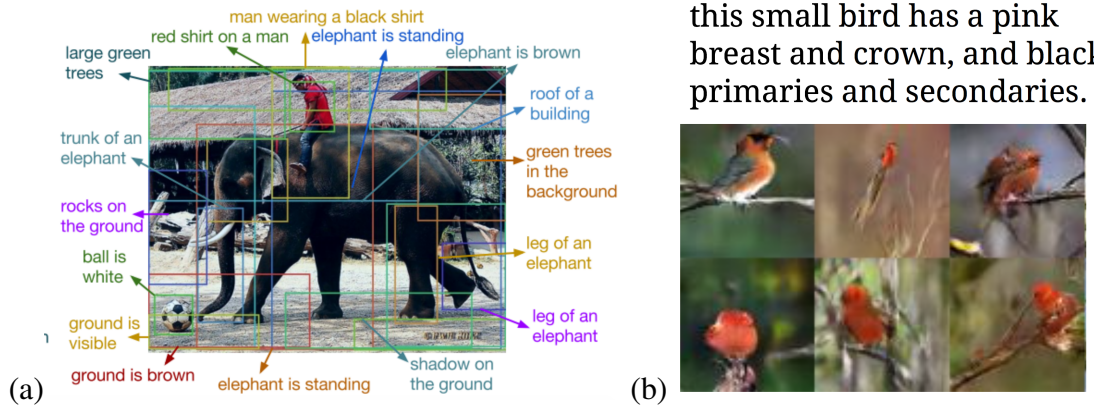 man wearing a black shirt
red shirt on a man
elephant is standing
large green
trees
elephant is brown
roof of a
building
trunk of an
elephant
green trees
in the
background
rocks on
the ground
leg of an
elephant
ball is
white
leg of an
elephant
ground is
visible
shadow on
the ground
ground is brown
elephant is standing
(a)
this small bird has a pink
breast and crown, and black
primaries and secondaries.
(b)